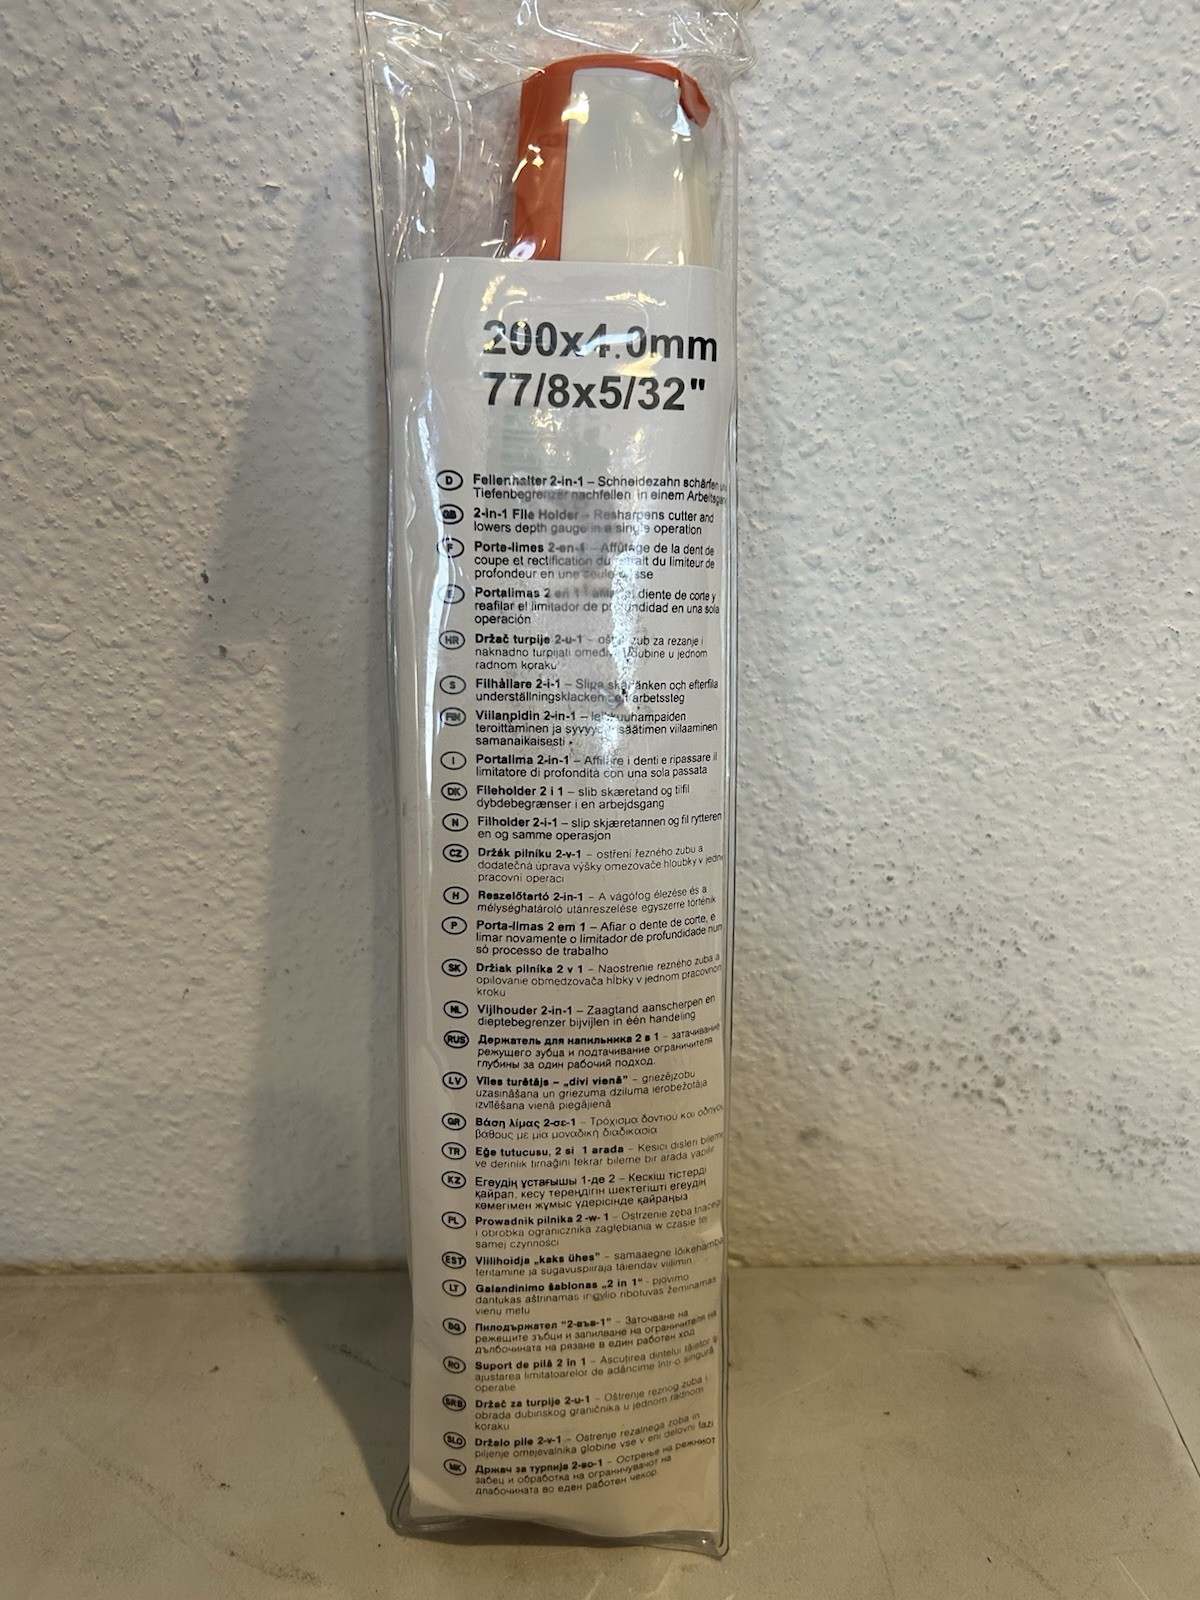 200x4.0mm
77/8x5/32"
D Feilenhalter 2-in-1 – Schneidezahn schärfen
Tiefenbegrenzer nachfeilen in einem
GB 2-in-1 File Holder – Resharpens cutter and
lowers depth gauge in a single operation
F Porte-limes 2-en-1 – Affûtage de la dent de
coupe et rectification du retrait du limiteur de
profondeur en une seule
E Portalimas 2 en 1 diente de corte y
reafilar el limitador de profundidad en una sola
operación
HR Držač turpije 2-u-1 – zub za rezanje i
naknadno turpijati dubine u jednom
radnom koraku
S Filhållare 2-i-1 – Slipa och efterfila
underställningsklacken arbetssteg
FIN Viilanpidin 2-in-1 –
teroittaminen ja säätimen viilaaminen
samanaikaisesti
I Portalima 2-in-1 – Affilare i denti e ripassare il
limitatore di profondità con una sola passata
DK Fileholder 2 i 1 – slib skæretand og tilfil
dybdebegrænser i en arbejdsgang
N Filholder 2-i-1 – slip skjæretannen og fil rytteren
en og samme operasjon
CZ Držák pilníku 2-v-1 – ostření řezného zubu a
dodatečná úprava výšky omezovače hloubky v
pracovní operaci
H Reszelőtartó 2-in-1 – A vágófog élezése és a
mélységhatároló utánreszelése egyszerre történik
P Porta-limas 2 em 1 – Afiar o dente de corte, e
limar novamente o limitador de profundidade num
só processo de trabalho
SK Držiak pilníka 2 v 1 – Naostrenie rezného zuba a
opilovanie obmedzovača hĺbky v jednom pracovnom
kroku
NL Vijlhouder 2-in-1 – Zaagtand aanscherpen en
dieptebegrenzer bijvijlen in één handeling
RUS Держатель для напильника 2 в 1 – затачивание
режущего зубца и подтачивание ограничителя
глубины за один рабочий подход.
LV Vīles turētājs – „divi vienā” – griezējzobu
uzasināšana un griezuma dziļuma ierobežotāja
izvīlēšana vienā piegājienā
GR Βάση λίμας 2-σε-1 – Τρόχισμα δοντιού και
βάθους με μια μοναδική διαδικασία
TR Eğe tutucusu, 2 si 1 arada – Kesici dişleri bileme
ve derinlik tırnağını tekrar bileme bir arada yapılır
KZ Егеудің ұстағышы 1-де 2 – Кескіш тістерді
қайрап, кесу тереңдігін шектегішті егеудің
көмегімен жұмыс үдерісінде қайраңыз
PL Prowadnik pilnika 2 -w- 1 – Ostrzenie zęba tnącego
i obróbka ogranicznika zagłębiania w czasie tej
samej czynności
EST Viilihoidja „kaks ühes” – samaaegne lõikehamba
teritamine ja sügavuspiiraja täiendav viilimin.
LT Galandinimo šablonas „2 in 1“ - pjovimo
dantukas aštrinamas ir gylio ribotuvas žeminamas
vienu metu
BG Пилодържател "2-във-1" – Заточване на
режещите зъбци и запилване на ограничителя на
дълбочината на рязане в един работен ход
RO Suport de pilă 2 în 1 – Ascuţirea dintelui tăietor şi
ajustarea limitatoarelor de adâncime într-o singură
operaţie
SRB Držač za turpije 2-u-1 – Oštrenje reznog zuba i
obrada dubinskog graničnika u jednom radnom
koraku
SLO Držalo pile 2-v-1 – Ostrenje rezalnega zoba in
piljenje omejevalnika globine vse v eni delovni fazi
MK Држач за турпија 2-во-1 – Острење на режниот
забец и обработка на ограничувачот на
длабочината во еден работен чекор